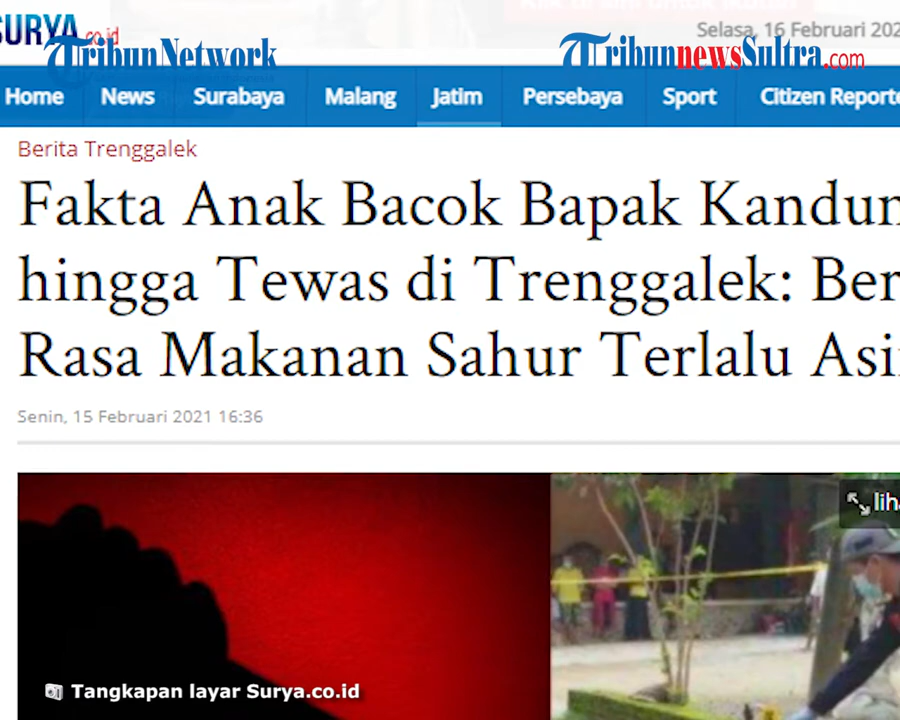 SURYA.co.id
Selasa, 16 Februari 202
TribunNetwork
TribunnewsSultra.com
Home News Surabaya Malang Jatim Persebaya Sport Citizen Reporte
Berita Trenggalek
Fakta Anak Bacok Bapak Kandun
hingga Tewas di Trenggalek: Ber
Rasa Makanan Sahur Terlalu Asi
Senin, 15 Februari 2021 16:36
liha
Tangkapan layar Surya.co.id